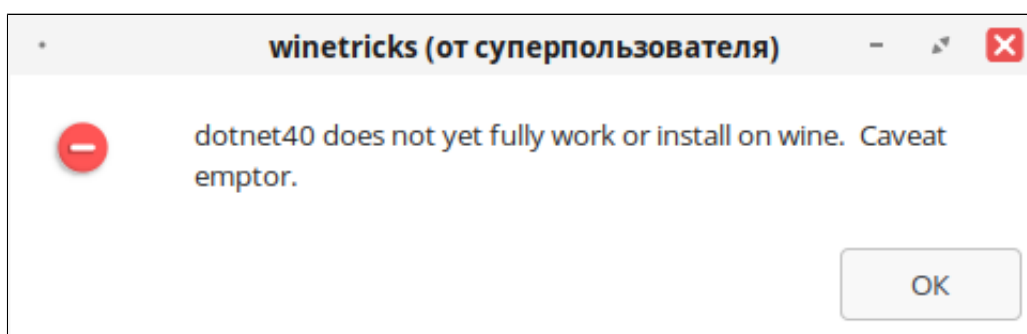 winetricks (от суперпользователя)
dotnet40 does not yet fully work or install on wine.  Caveat
emptor.
OK